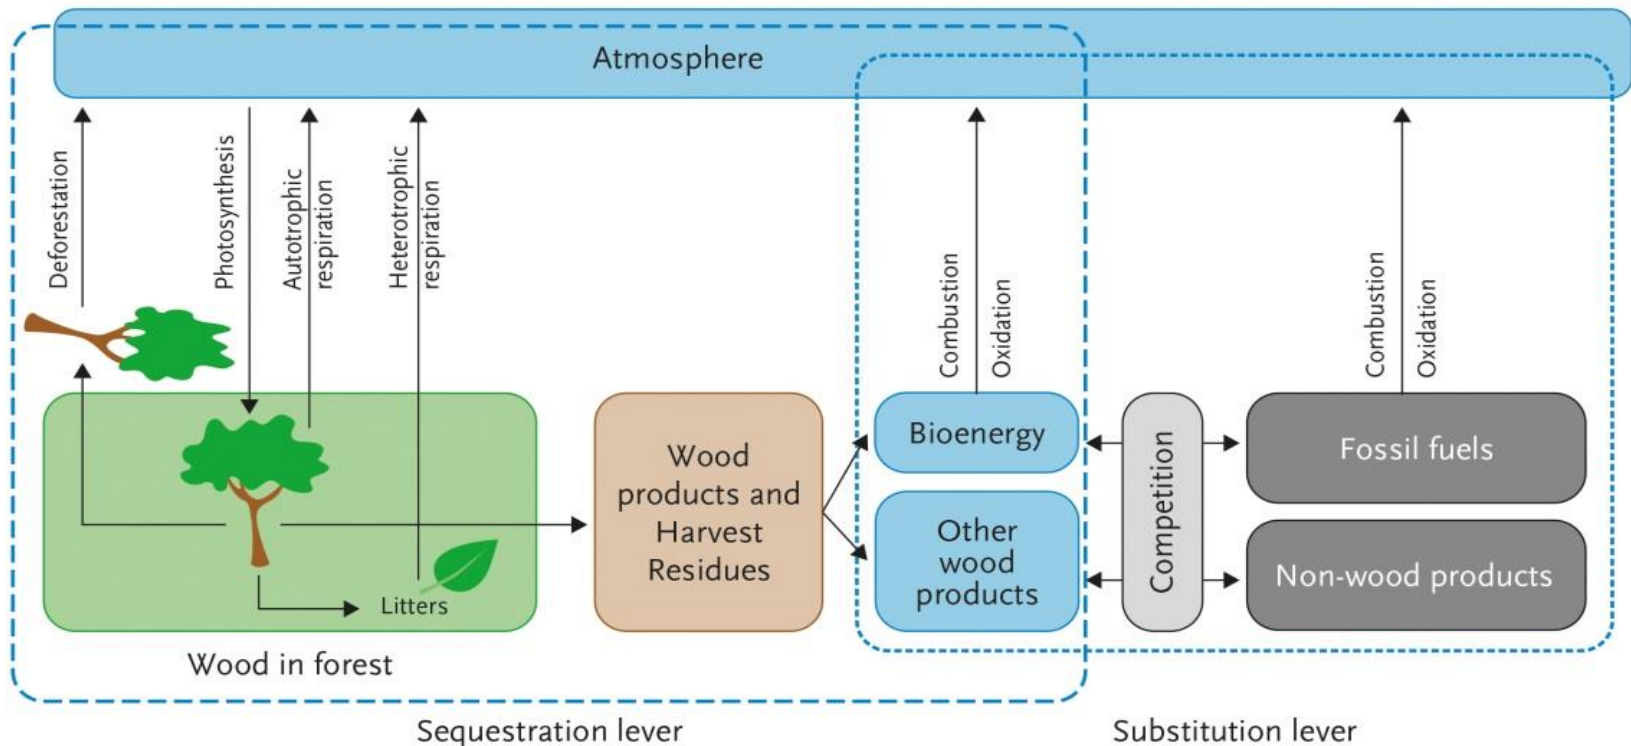 Atmosphere
Deforestation
Photosynthesis
Autotrophic
respiration
Heterotrophic
respiration
Combustion
Oxidation
Combustion
Oxidation
Wood
products and
Harvest
Residues
Bioenergy
Other
wood
products
Competition
Fossil fuels
Non-wood products
Litters
Wood in forest
Sequestration lever
Substitution lever